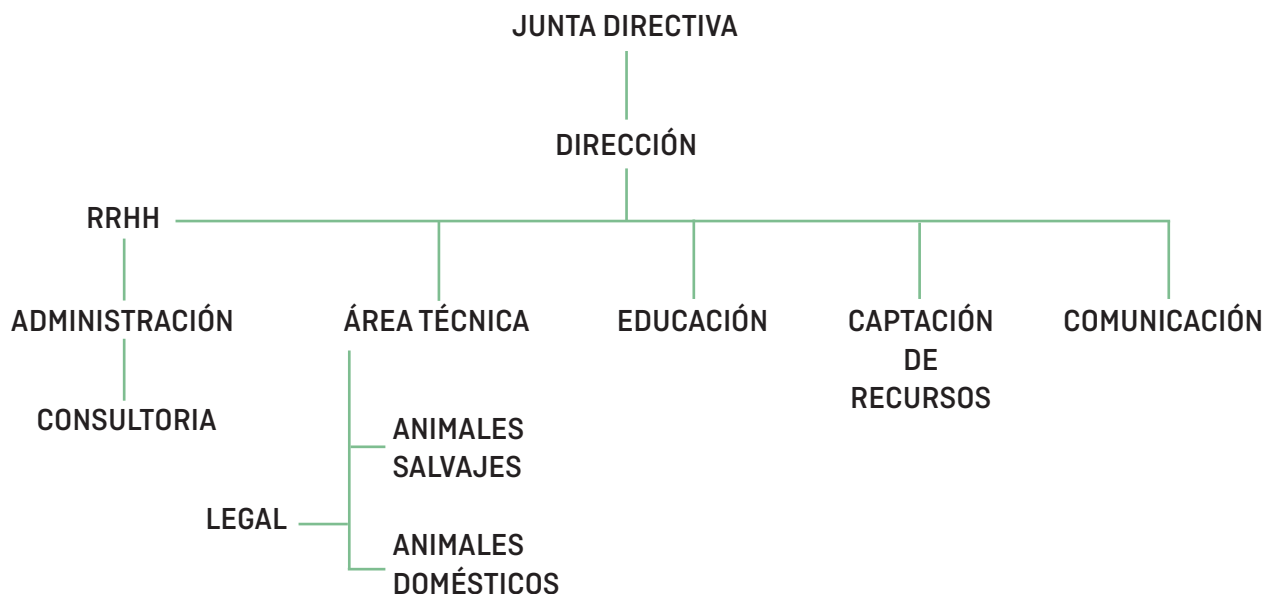 JUNTA DIRECTIVA
DIRECCIÓN
RRHH
ADMINISTRACIÓN
ÁREA TÉCNICA
EDUCACIÓN
CAPTACIÓN
DE
RECURSOS
COMUNICACIÓN
CONSULTORIA
ANIMALES
SALVAJES
LEGAL
ANIMALES
DOMÉSTICOS